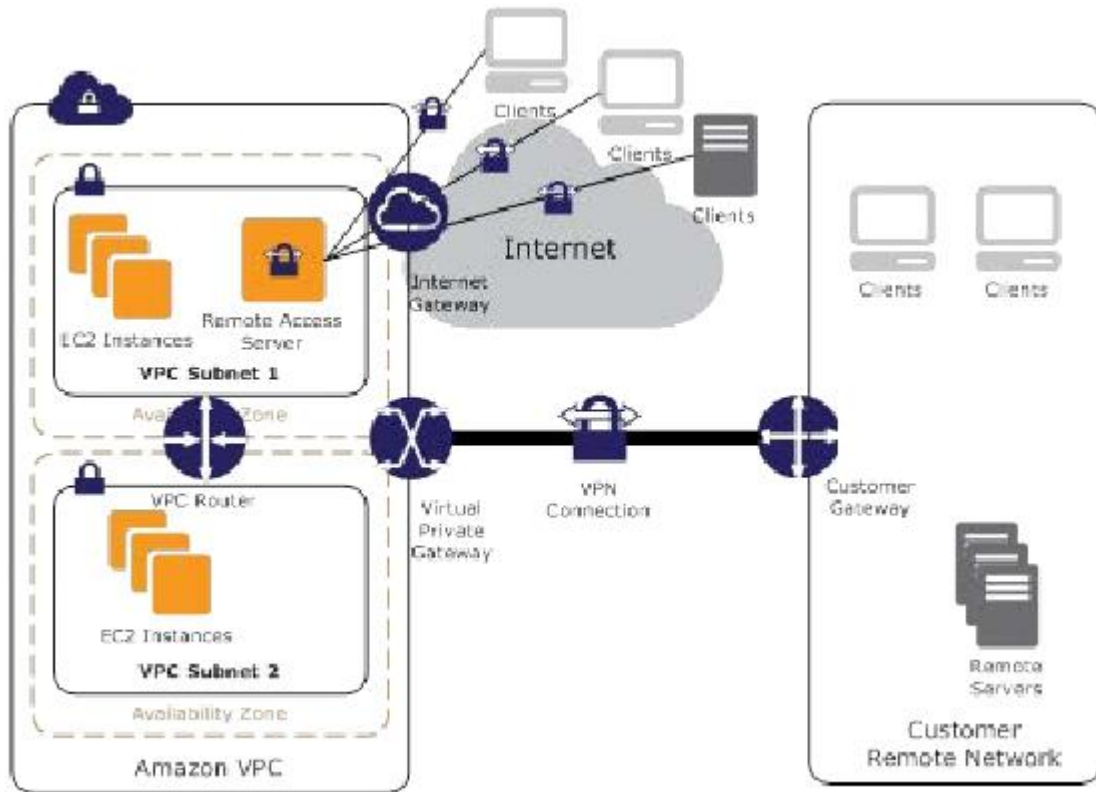 Clients
Clients
Clients
Internet
Internet
Gateway
EC2 Instances
Remote Access
Server
VPC Subnet 1
Availability Zone
VPC Router
EC2 Instances
VPC Subnet 2
Availability Zone
Amazon VPC
Virtual
Private
Gateway
VPN
Connection
Customer
Gateway
Clients
Clients
Remote
Servers
Customer
Remote Network